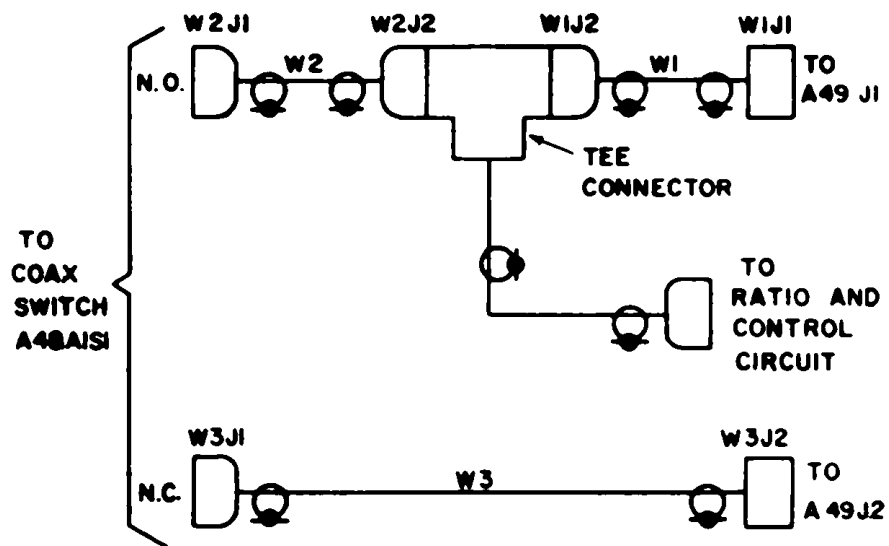 W2J1 W2J2 W1J2 W1J1
N.O. W2 W1 TO
A49 J1
TEE
CONNECTOR
TO
COAX
SWITCH
A48A1S1
TO
RATIO AND
CONTROL
CIRCUIT
W3J1 W3J2
N.C. W3 TO
A49J2